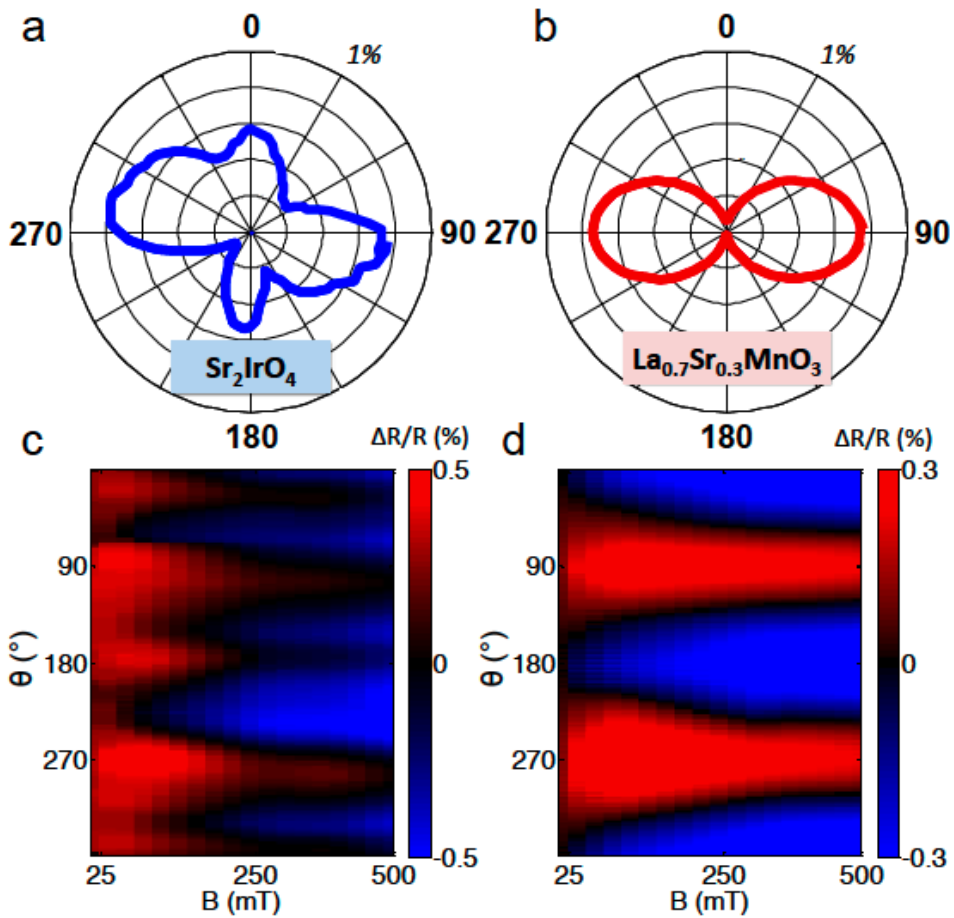 a
0
1%
270
90
Sr₂IrO₄
180
b
0
1%
270
90
La₀.₇Sr₀.₃MnO₃
180
c
ΔR/R (%)
0.5
0
-0.5
90
180
270
θ (°)
25
250
500
B (mT)
d
ΔR/R (%)
0.3
0
-0.3
90
180
270
θ (°)
25
250
500
B (mT)